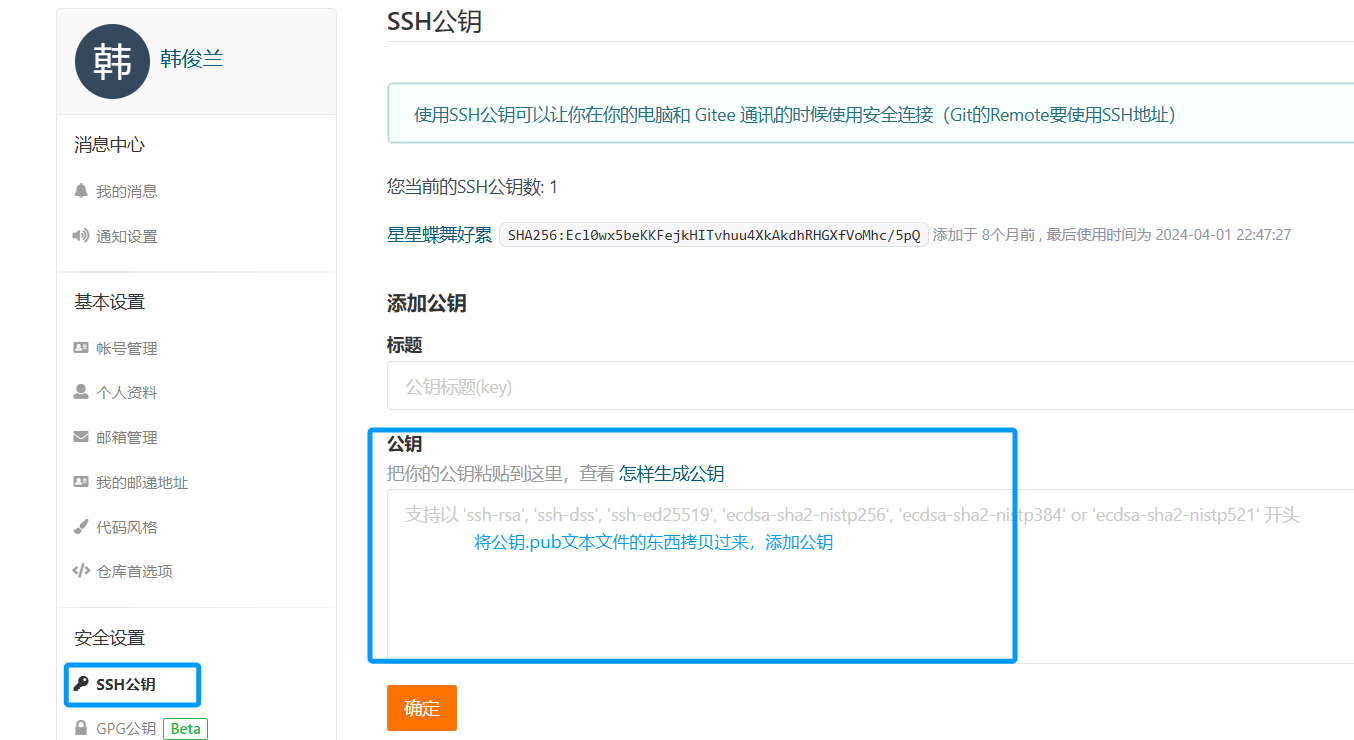 韩
韩俊兰
消息中心
我的消息
通知设置
基本设置
帐号管理
个人资料
邮箱管理
我的邮递地址
代码风格
仓库首选项
安全设置
SSH公钥
GPG公钥 Beta
SSH公钥
使用SSH公钥可以让你在你的电脑和 Gitee 通讯的时候使用安全连接（Git的Remote要使用SSH地址）
您当前的SSH公钥数: 1
星星蝶舞好累 SHA256:Ecl0wx5beKKFejkHITvhuu4XkAkdhRHGXfVoMhc/5pQ 添加于 8个月前 , 最后使用时间为 2024-04-01 22:47:27
添加公钥
标题
公钥标题(key)
公钥
把你的公钥粘贴到这里，查看 怎样生成公钥
支持以 'ssh-rsa', 'ssh-dss', 'ssh-ed25519', 'ecdsa-sha2-nistp256', 'ecdsa-sha2-nistp384' or 'ecdsa-sha2-nistp521' 开头
将公钥.pub文本文件的东西拷贝过来，添加公钥
确定